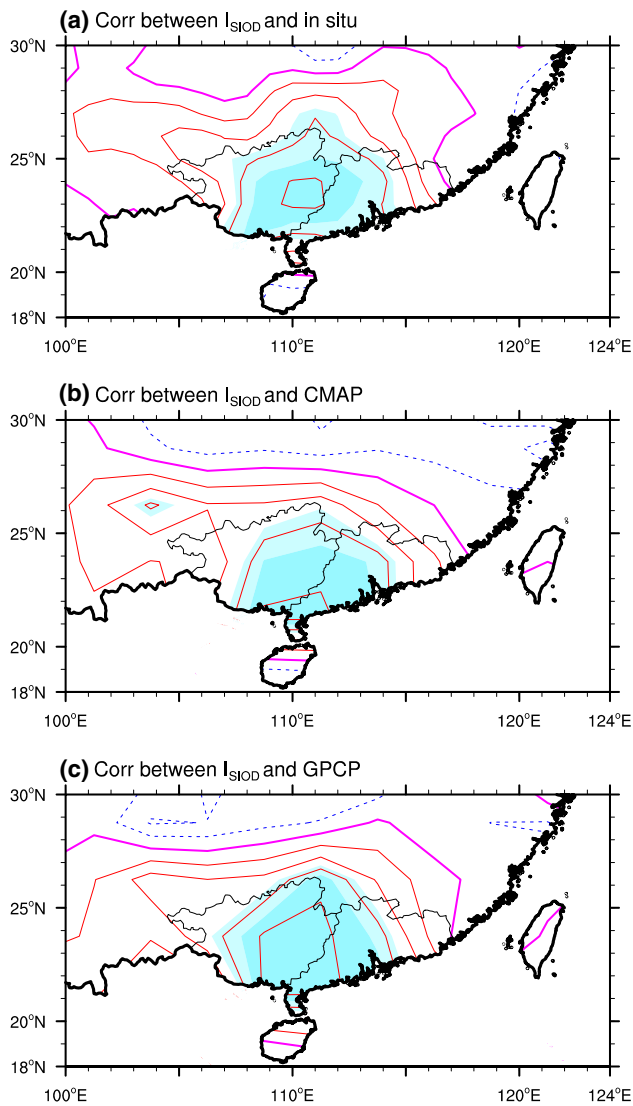 (a) Corr between I_SIOD and in situ
30°N
25°N
20°N
18°N
100°E 110°E 120°E 124°E
(b) Corr between I_SIOD and CMAP
30°N
25°N
20°N
18°N
100°E 110°E 120°E 124°E
(c) Corr between I_SIOD and GPCP
30°N
25°N
20°N
18°N
100°E 110°E 120°E 124°E